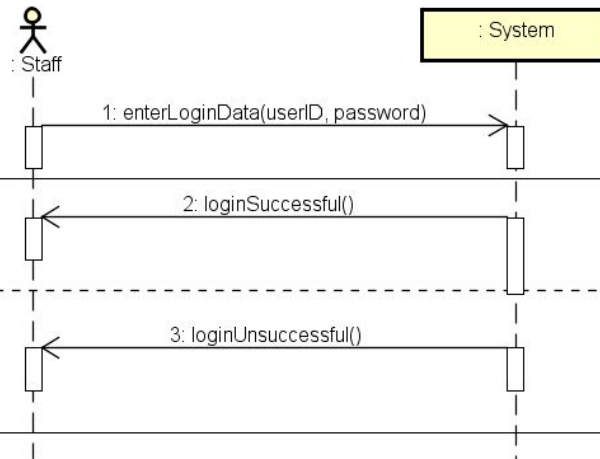 : Staff
: System
1: enterLoginData(userID, password)
2: loginSuccessful()
3: loginUnsuccessful()